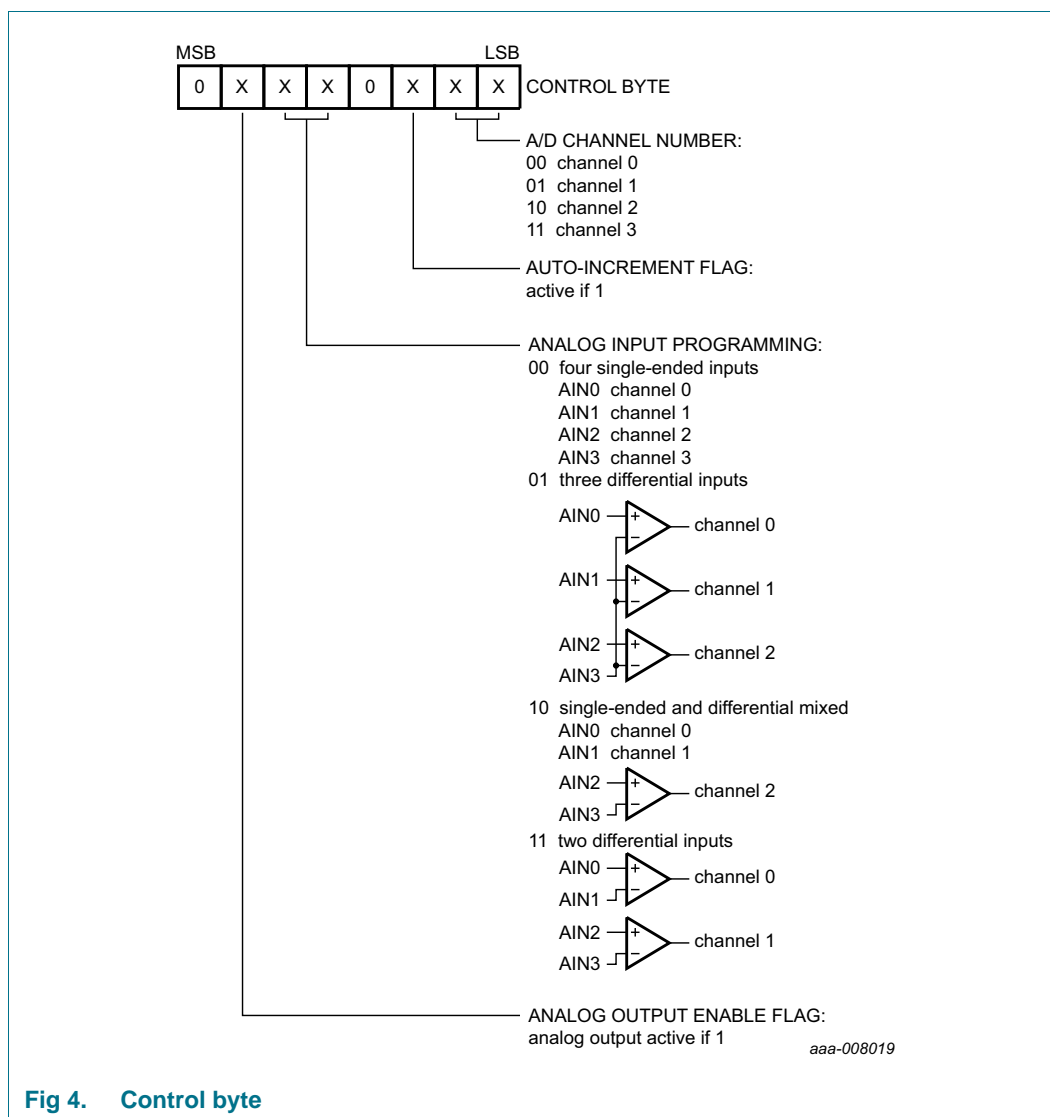 MSB LSB
0 X X X 0 X X X CONTROL BYTE
A/D CHANNEL NUMBER:
00 channel 0
01 channel 1
10 channel 2
11 channel 3
AUTO-INCREMENT FLAG:
active if 1
ANALOG INPUT PROGRAMMING:
00 four single-ended inputs
AIN0 channel 0
AIN1 channel 1
AIN2 channel 2
AIN3 channel 3
01 three differential inputs
AIN0 + − channel 0
AIN1 + − channel 1
AIN2 + − channel 2
AIN3
10 single-ended and differential mixed
AIN0 channel 0
AIN1 channel 1
AIN2 + − channel 2
AIN3
11 two differential inputs
AIN0 + − channel 0
AIN1
AIN2 + − channel 1
AIN3
ANALOG OUTPUT ENABLE FLAG:
analog output active if 1
aaa-008019
Fig 4. Control byte